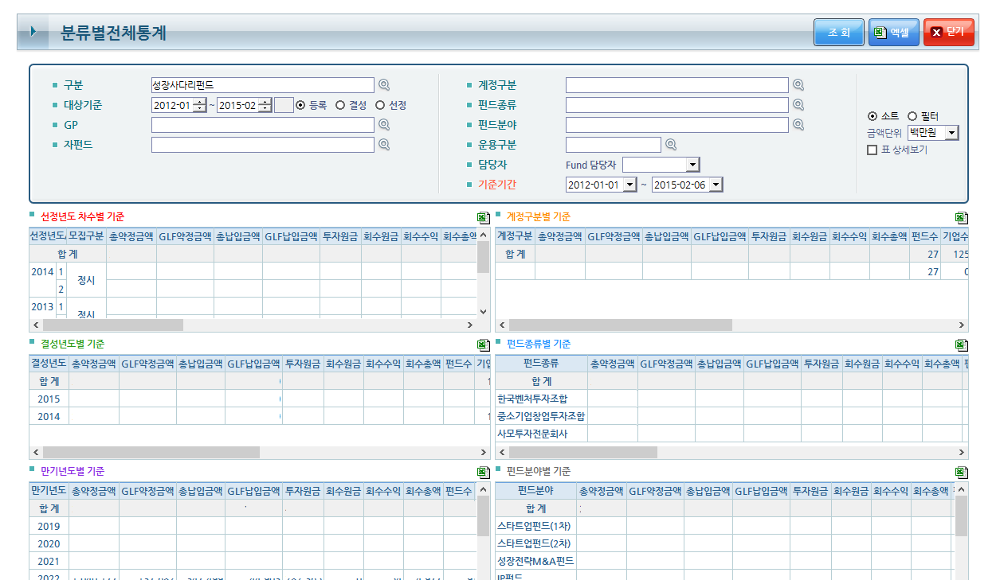 분류별전체통계 조 회 엑셀 닫기
구분 성장사다리펀드 계정구분
대상기준 2012-01 ~ 2015-02 등록 결성 선정 펀드종류
소트 필터
GP 펀드분야
금액단위 백만원
자펀드 운용구분
표 상세보기
담당자 Fund 담당자
기준기간 2012-01-01 ~ 2015-02-06
선정년도 차수별 기준
선정년도/ 모집구분 총약정금액 GLF약정금액 총납입금액 GLF납입금액 투자원금 회수원금 회수수익 회수총액
합 계
2014 1 정시
2
2013 1 정시
계정구분별 기준
계정구분 총약정금액 GLF약정금액 총납입금액 GLF납입금액 투자원금 회수원금 회수수익 회수총액 펀드수 기업수
합 계 27 125
27 0
결성년도별 기준
결성년도 총약정금액 GLF약정금액 총납입금액 GLF납입금액 투자원금 회수원금 회수수익 회수총액 펀드수
합 계
2015
2014
펀드종류별 기준
펀드종류 총약정금액 GLF약정금액 총납입금액 GLF납입금액 투자원금 회수원금 회수수익 회수총액
합 계
한국벤처투자조합
중소기업창업투자조합
사모투자전문회사
만기년도별 기준
만기년도 총약정금액 GLF약정금액 총납입금액 GLF납입금액 투자원금 회수원금 회수수익 회수총액 펀드수
합 계
2019
2020
2021
2022
펀드분야별 기준
펀드분야 총약정금액 GLF약정금액 총납입금액 GLF납입금액 투자원금 회수원금 회수수익 회수총액
합 계
스타트업펀드(1차)
스타트업펀드(2차)
성장전략M&A펀드
IP펀드